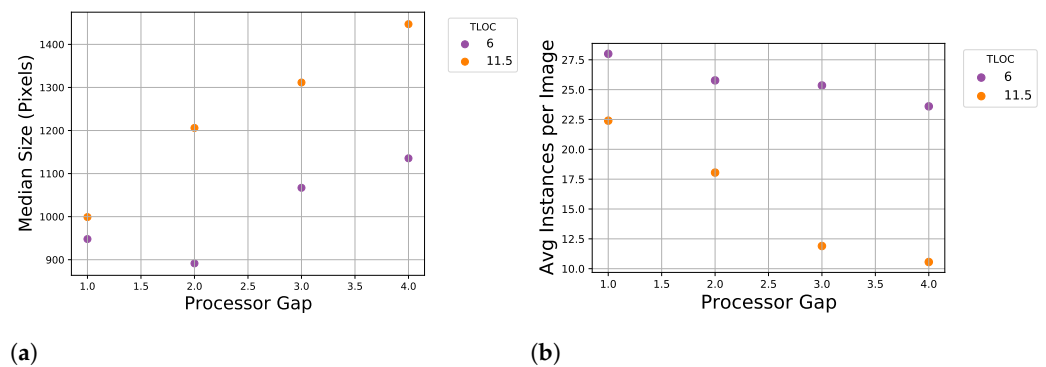 1400
1300
1200
1100
1000
900
Median Size (Pixels)
1.0 1.5 2.0 2.5 3.0 3.5 4.0
Processor Gap
TLOC
6
11.5
(a)
27.5
25.0
22.5
20.0
17.5
15.0
12.5
10.0
Avg Instances per Image
1.0 1.5 2.0 2.5 3.0 3.5 4.0
Processor Gap
TLOC
6
11.5
(b)